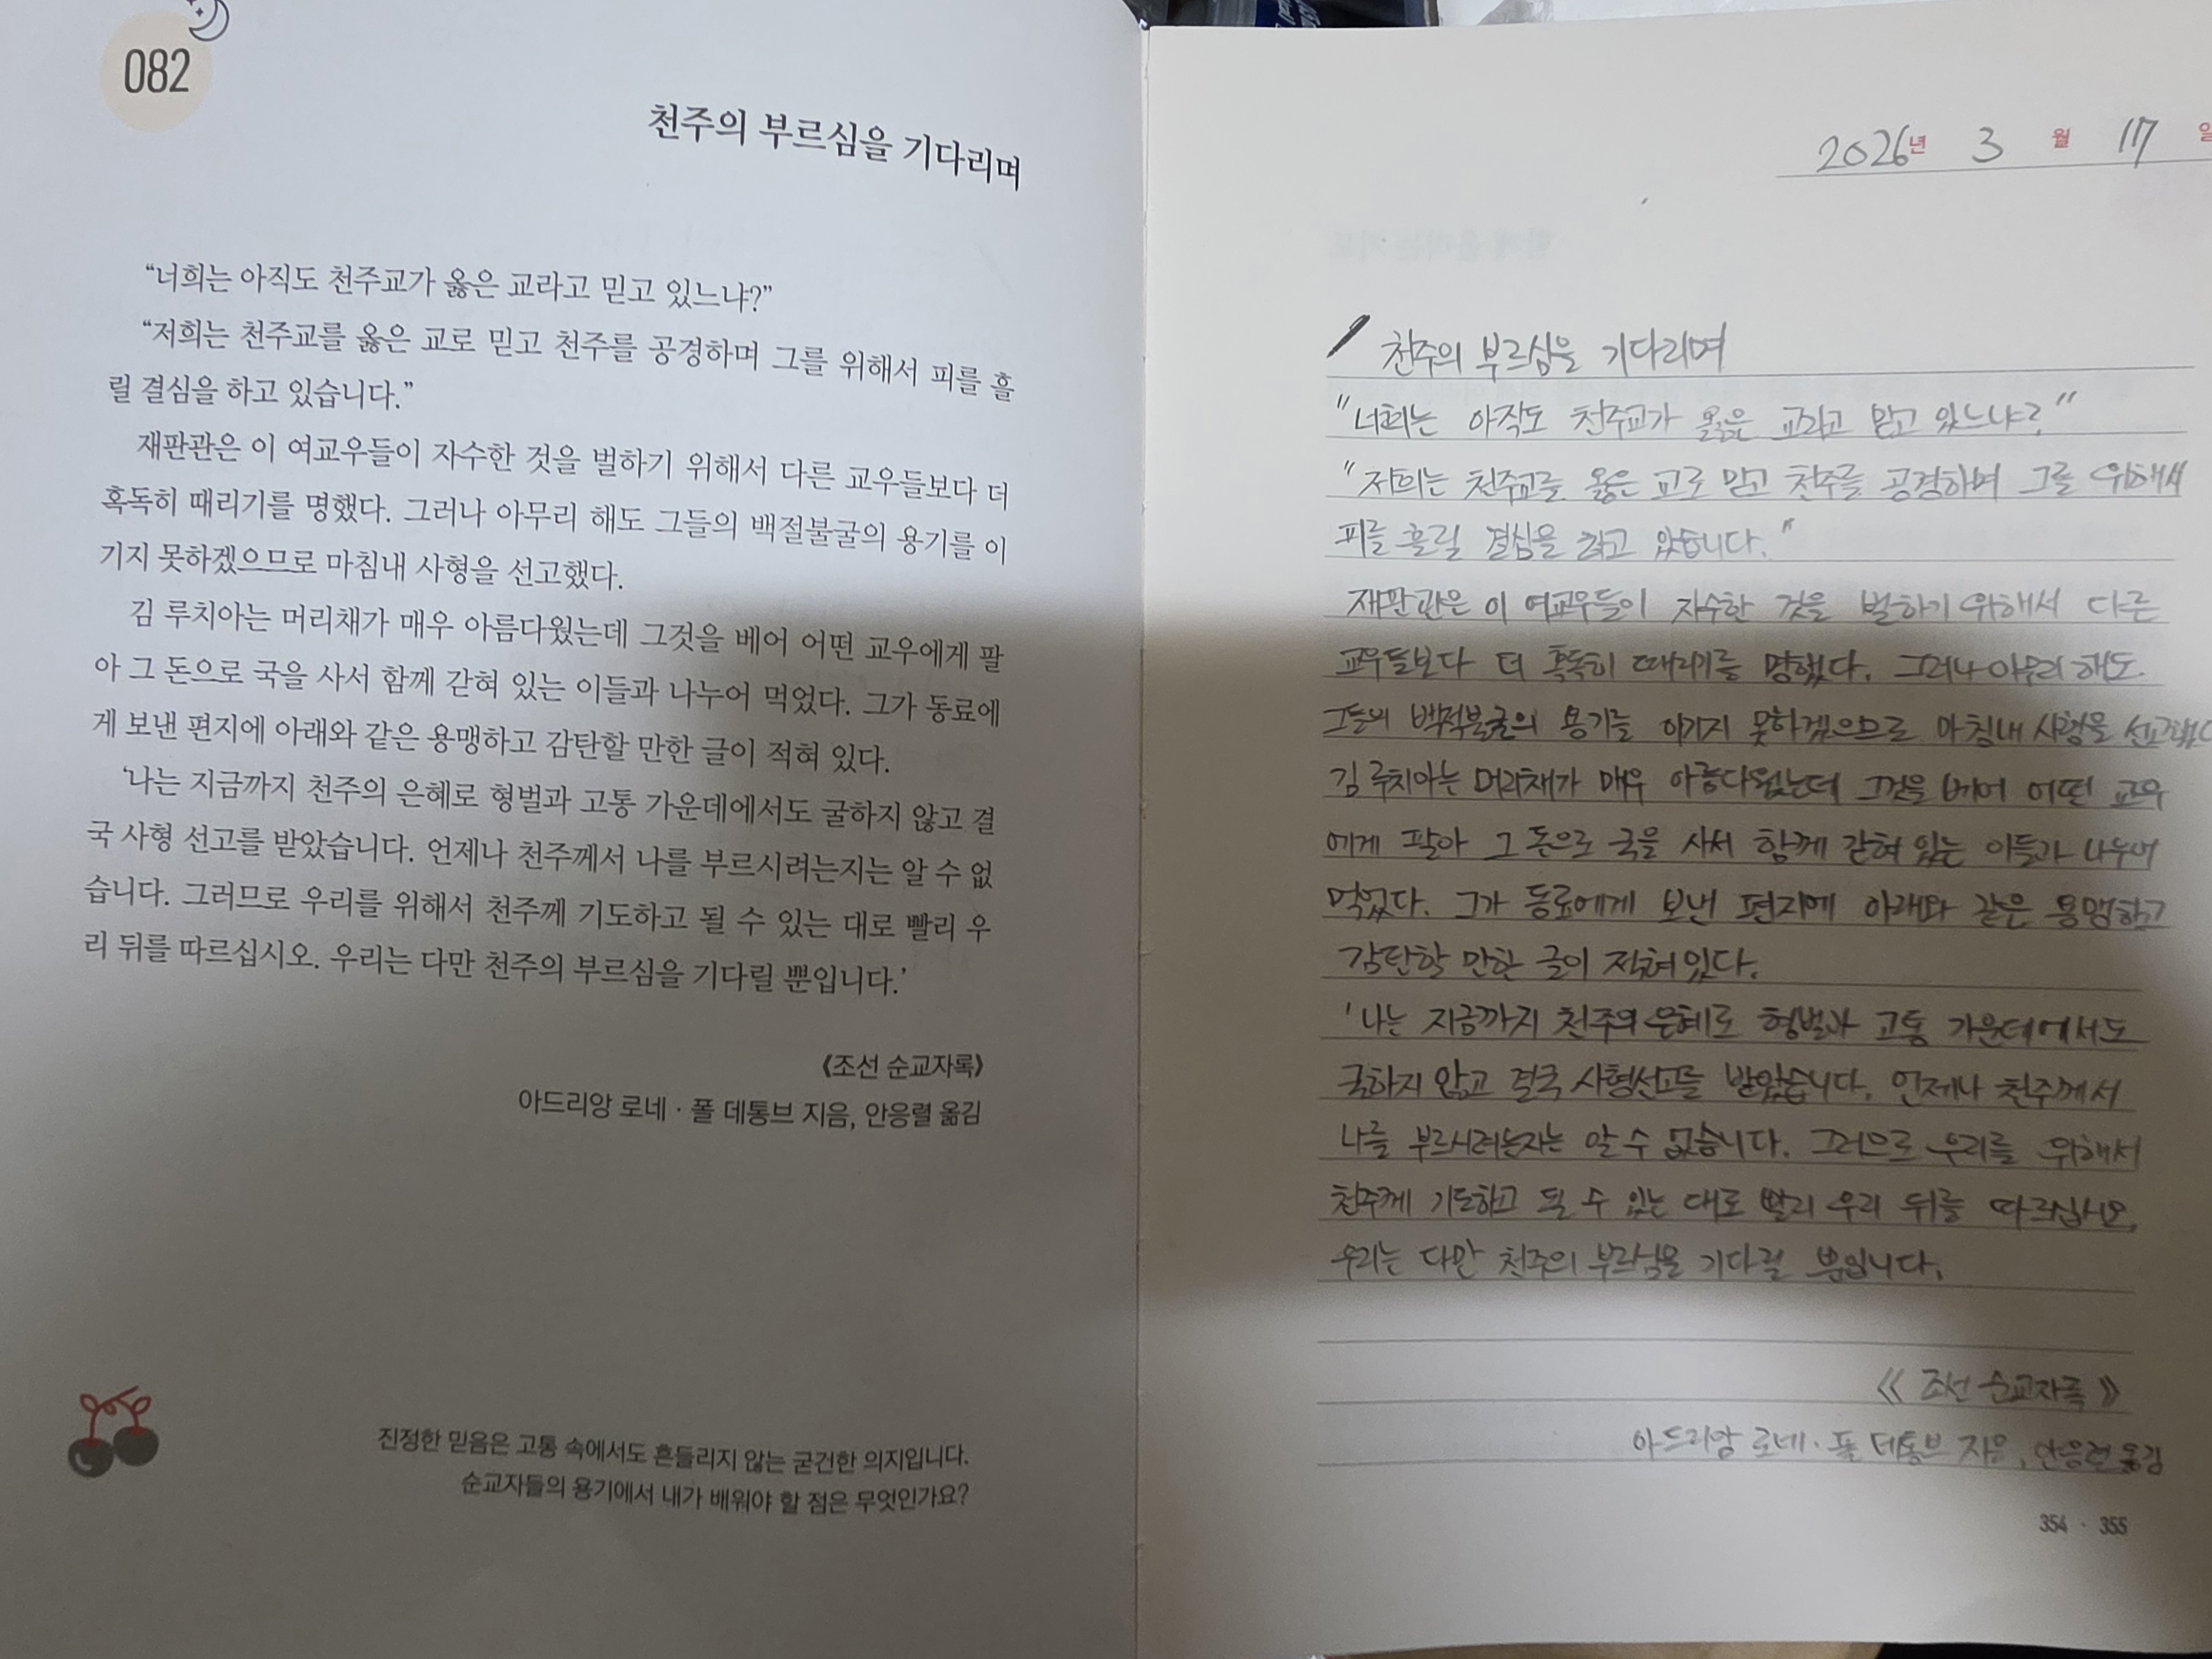 082
천주의 부르심을 기다리며
“너희는 아직도 천주교가 옳은 교라고 믿고 있느냐?”
“저희는 천주교를 옳은 교로 믿고 천주를 공경하며 그를 위해서 피를 흘
릴 결심을 하고 있습니다.”
재판관은 이 여교우들이 자수한 것을 벌하기 위해서 다른 교우들보다 더
혹독히 때리기를 명했다. 그러나 아무리 해도 그들의 백절불굴의 용기를 이
기지 못하겠으므로 마침내 사형을 선고했다.
김 루치아는 머리채가 매우 아름다웠는데 그것을 베어 어떤 교우에게 팔
아 그 돈으로 국을 사서 함께 갇혀 있는 이들과 나누어 먹었다. 그가 동료에
게 보낸 편지에 아래와 같은 용맹하고 감탄할 만한 글이 적혀 있다.
‘나는 지금까지 천주의 은혜로 형벌과 고통 가운데에서도 굴하지 않고 결
국 사형 선고를 받았습니다. 언제나 천주께서 나를 부르시려는지는 알 수 없
습니다. 그러므로 우리를 위해서 천주께 기도하고 될 수 있는 대로 빨리 우
리 뒤를 따르십시오. 우리는 다만 천주의 부르심을 기다릴 뿐입니다.’
《조선 순교자록》
아드리앙 로네 · 폴 데통브 지음, 안응렬 옮김
진정한 믿음은 고통 속에서도 흔들리지 않는 굳건한 의지입니다.
순교자들의 용기에서 내가 배워야 할 점은 무엇인가요?
2026년 3 월 17 일
천주의 부르심을 기다리며
"너희는 아직도 천주교가 옳은 교라고 믿고 있느냐?"
"저희는 천주교를 옳은 교로 믿고 천주를 공경하며 그를 위해서
피를 흘릴 결심을 하고 있습니다."
재판관은 이 여교우들이 자수한 것을 벌하기 위해서 다른
교우들보다 더 혹독히 때리기를 명했다. 그러나 아무리 해도
그들의 백절불굴의 용기를 이기지 못하겠으므로 마침내 사형을
김 루치아는 머리채가 매우 아름다웠는데 그것을 베어 어떤 교우
에게 팔아 그 돈으로 국을 사서 함께 갇혀 있는 이들과 나누어
먹었다. 그가 동료에게 보낸 편지에 아래와 같은 용맹하고
감탄할 만한 글이 적혀있다.
'나는 지금까지 천주의 은혜로 형벌과 고통 가운데에서도
굴하지 않고 결국 사형선고를 받았습니다. 언제나 천주께서
나를 부르시려는지는 알 수 없습니다. 그러므로 우리를 위해서
천주께 기도하고 될 수 있는 대로 빨리 우리 뒤를 따르십시오.
우리는 다만 천주의 부르심을 기다릴 뿐입니다.
《 조선 순교자록 》
아드리앙 로네 · 폴 데통브 지음, 안응렬 옮김
354 · 355